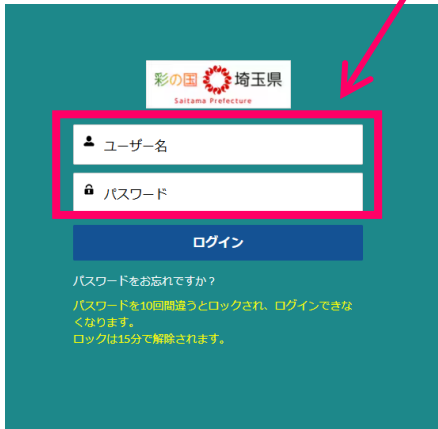 彩の国 埼玉県
Saitama Prefecture
ユーザー名
パスワード
ログイン
パスワードをお忘れですか？
パスワードを10回間違うとロックされ、ログインできな
くなります。
ロックは15分で解除されます。